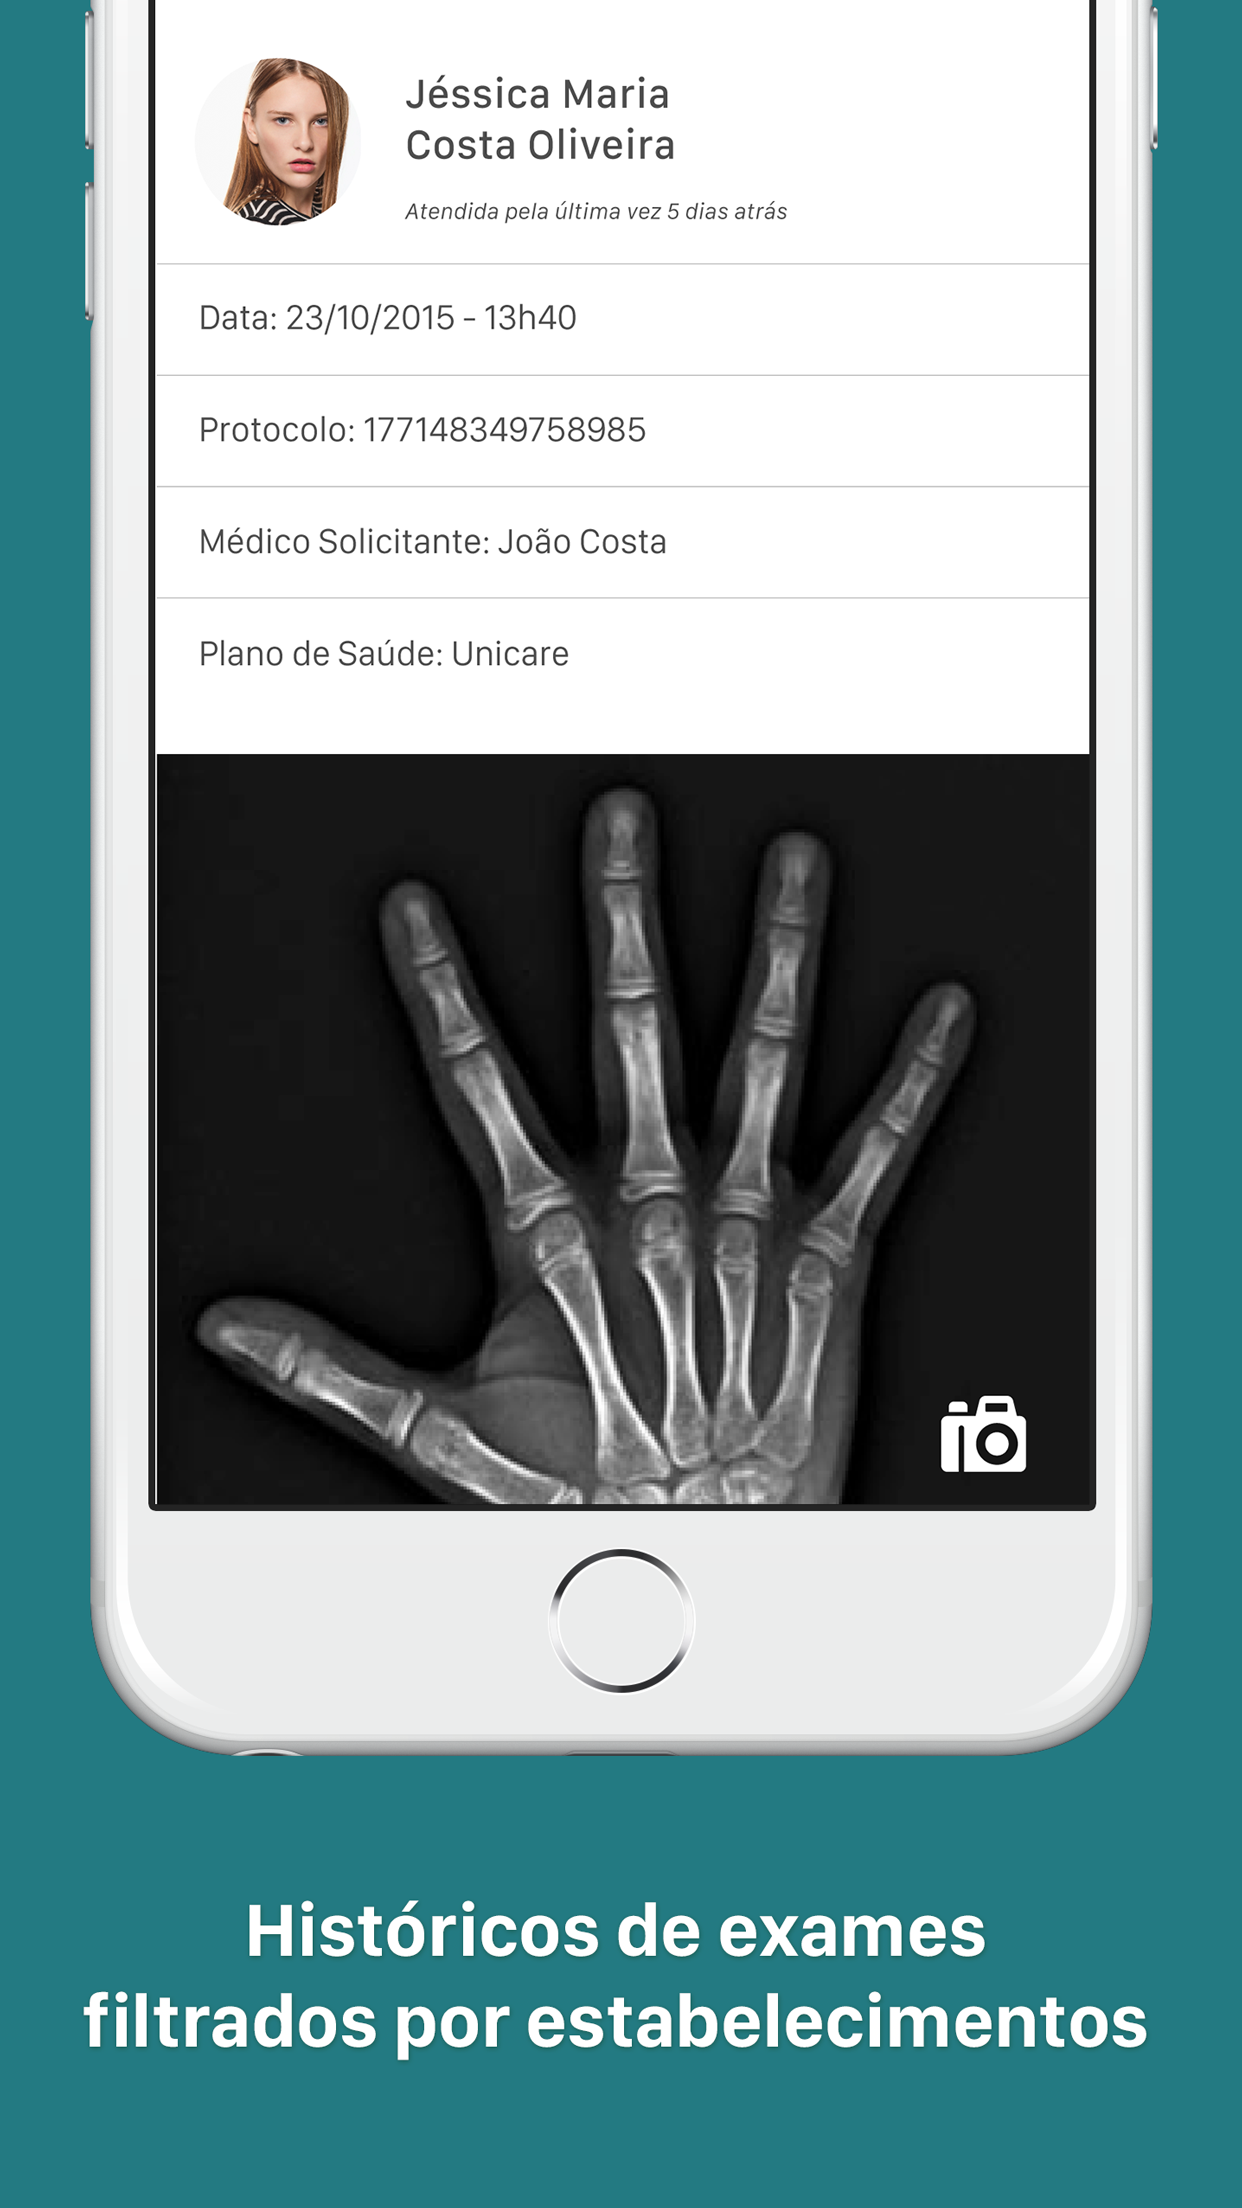 Jéssica Maria
Costa Oliveira
Atendida pela última vez 5 dias atrás
Data: 23/10/2015 - 13h40
Protocolo: 177148349758985
Médico Solicitante: João Costa
Plano de Saúde: Unicare
Históricos de exames
filtrados por estabelecimentos